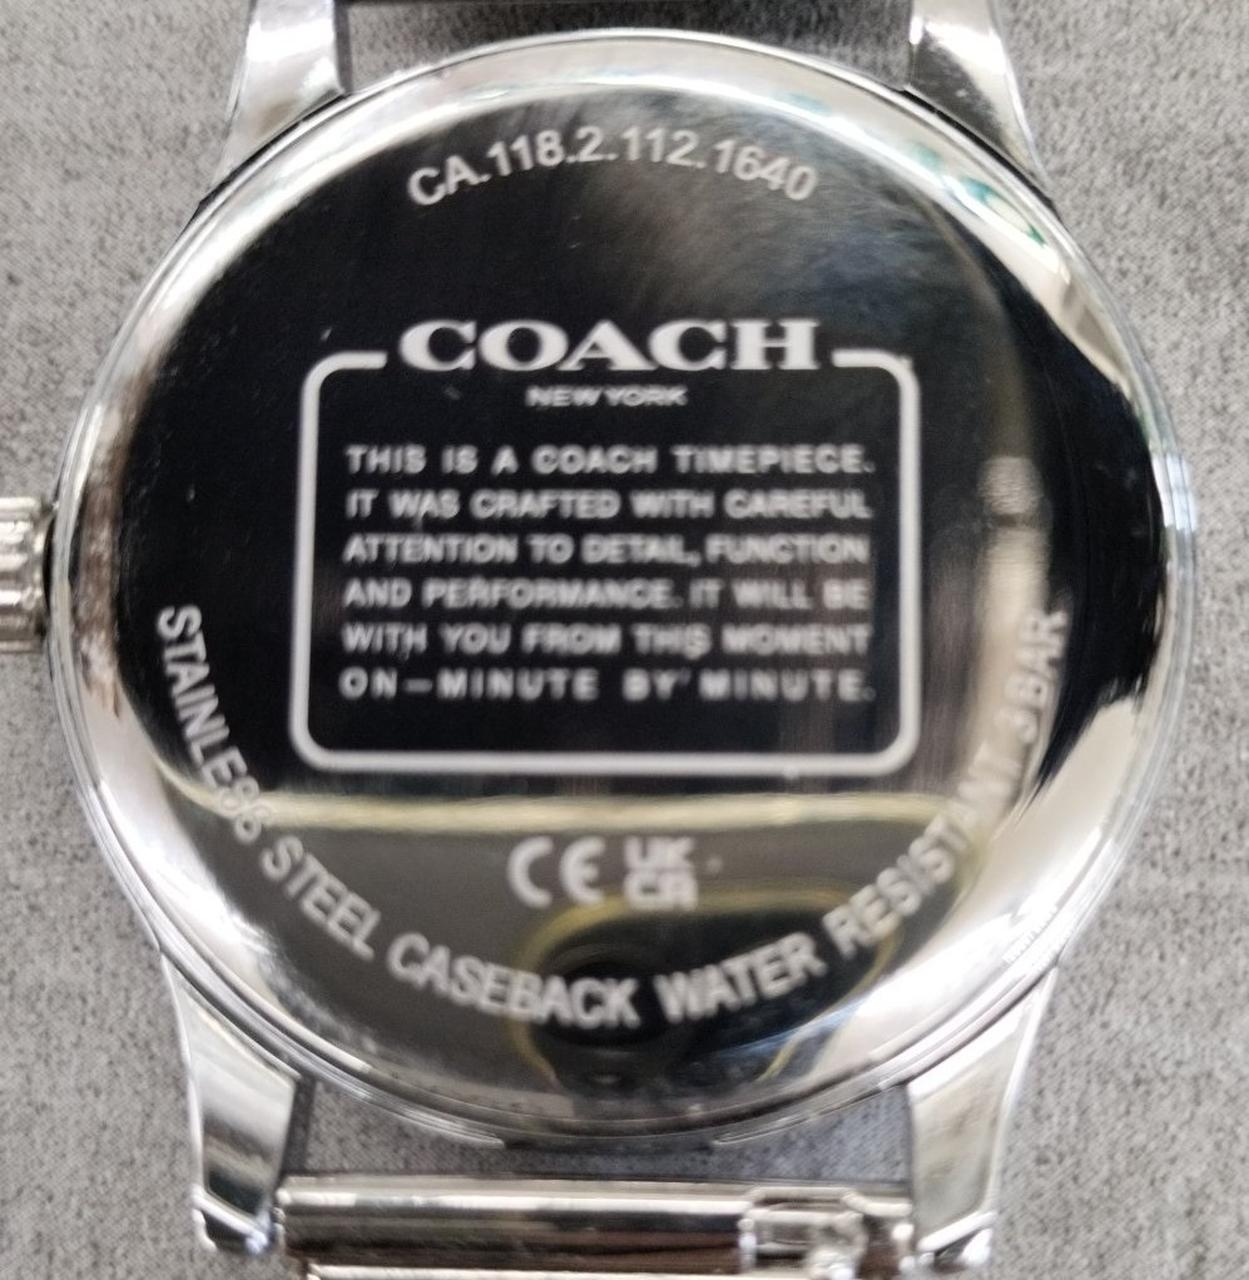 CA.118.2.112.1640
COACH
NEW YORK
THIS IS A COACH TIMEPIECE.
IT WAS CRAFTED WITH CAREFUL
ATTENTION TO DETAIL, FUNCTION
AND PERFORMANCE. IT WILL BE
WITH YOU FROM THIS MOMENT
ON—MINUTE BY MINUTE.
CE UK
CA
STAINLESS STEEL CASEBACK WATER RESISTANT 3 BAR